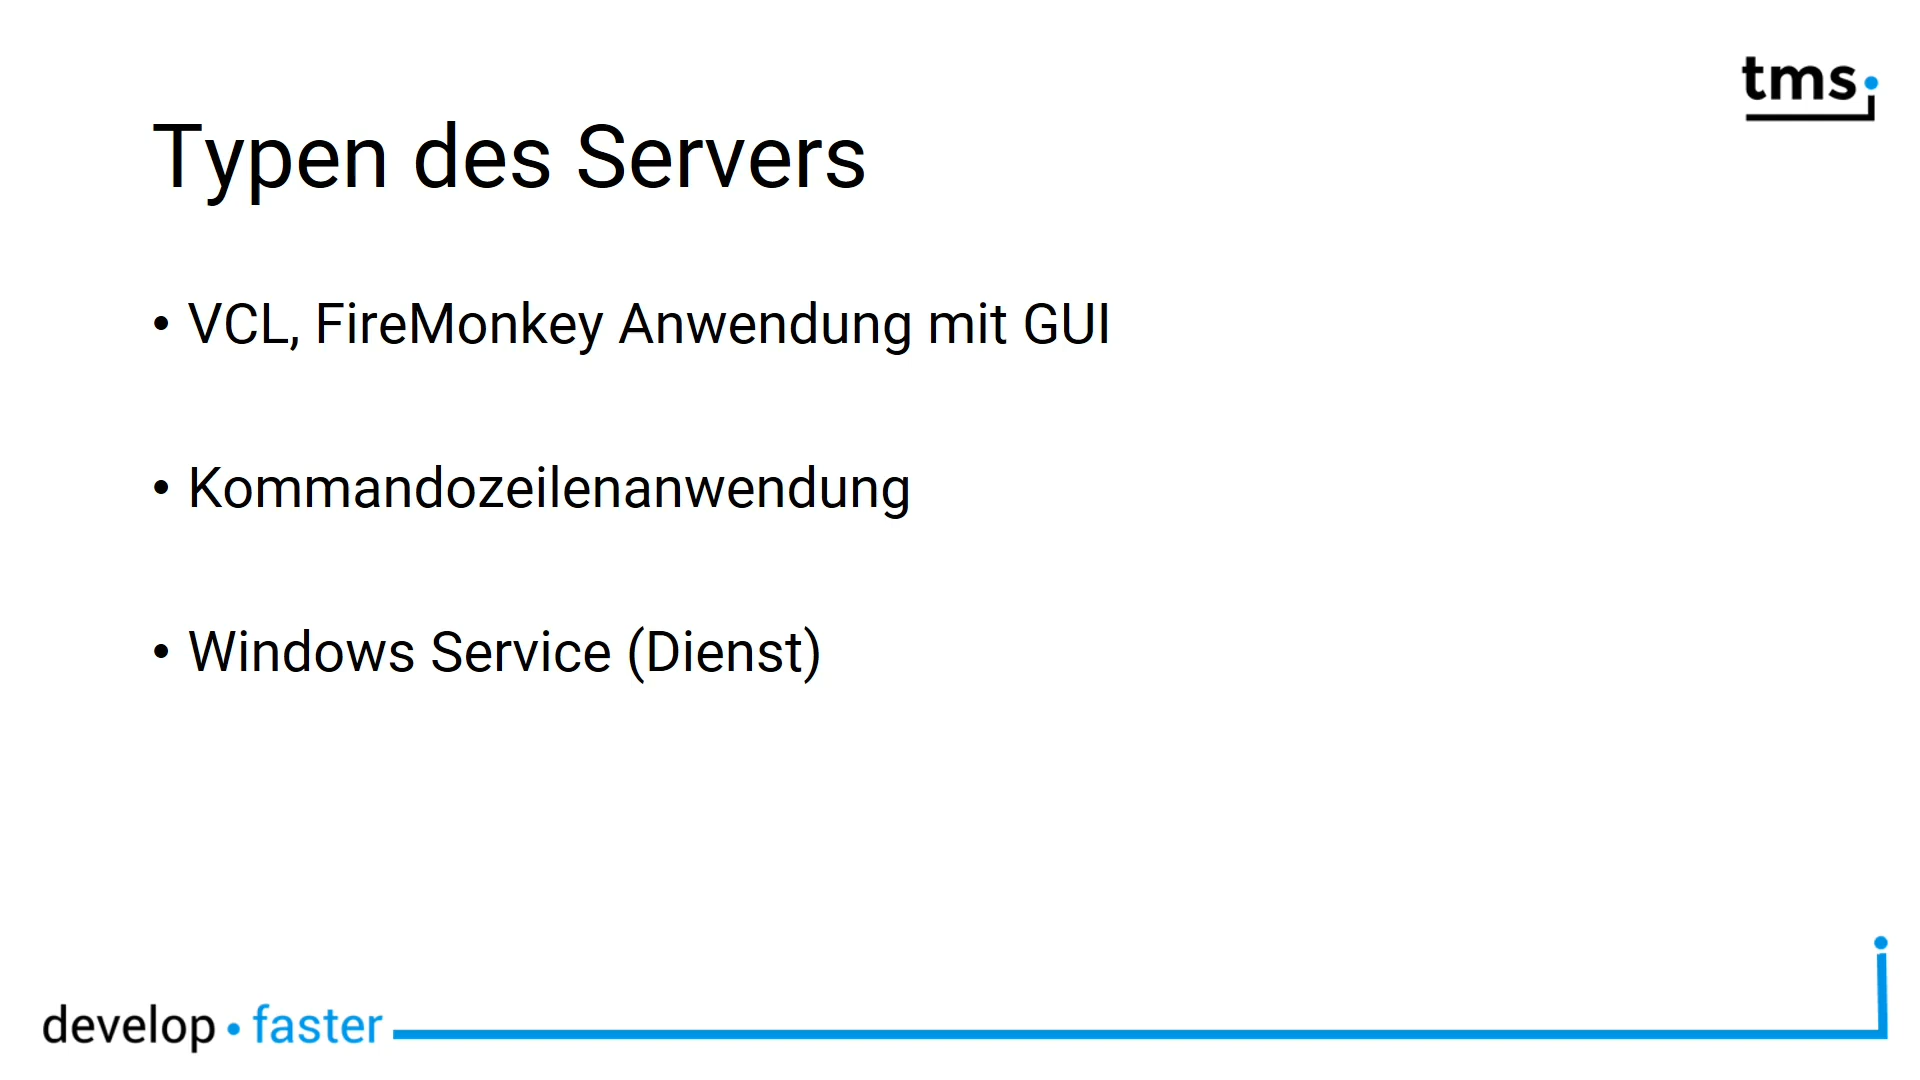 tms
Typen des Servers
• VCL, FireMonkey Anwendung mit GUI
• Kommandozeilenanwendung
• Windows Service (Dienst)
develop • faster